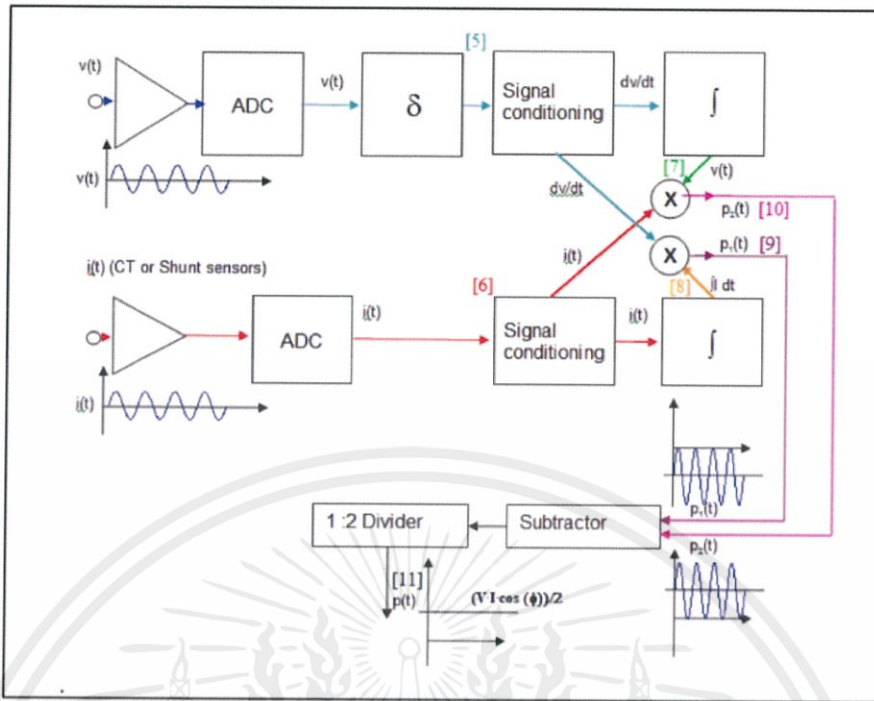 [5]
v(t)
ADC
v(t)
δ
Signal
conditioning
dv/dt
∫
v(t)
dv/dt
[7]
v(t)
X
p₂(t) [10]
i(t)
X
p₁(t) [9]
i(t) (CT or Shunt sensors)
[6]
[8]
∫I dt
ADC
i(t)
Signal
conditioning
i(t)
∫
i(t)
p₁(t)
1 :2 Divider
Subtractor
p₂(t)
[11]
p(t)
(V I cos (ϕ))/2